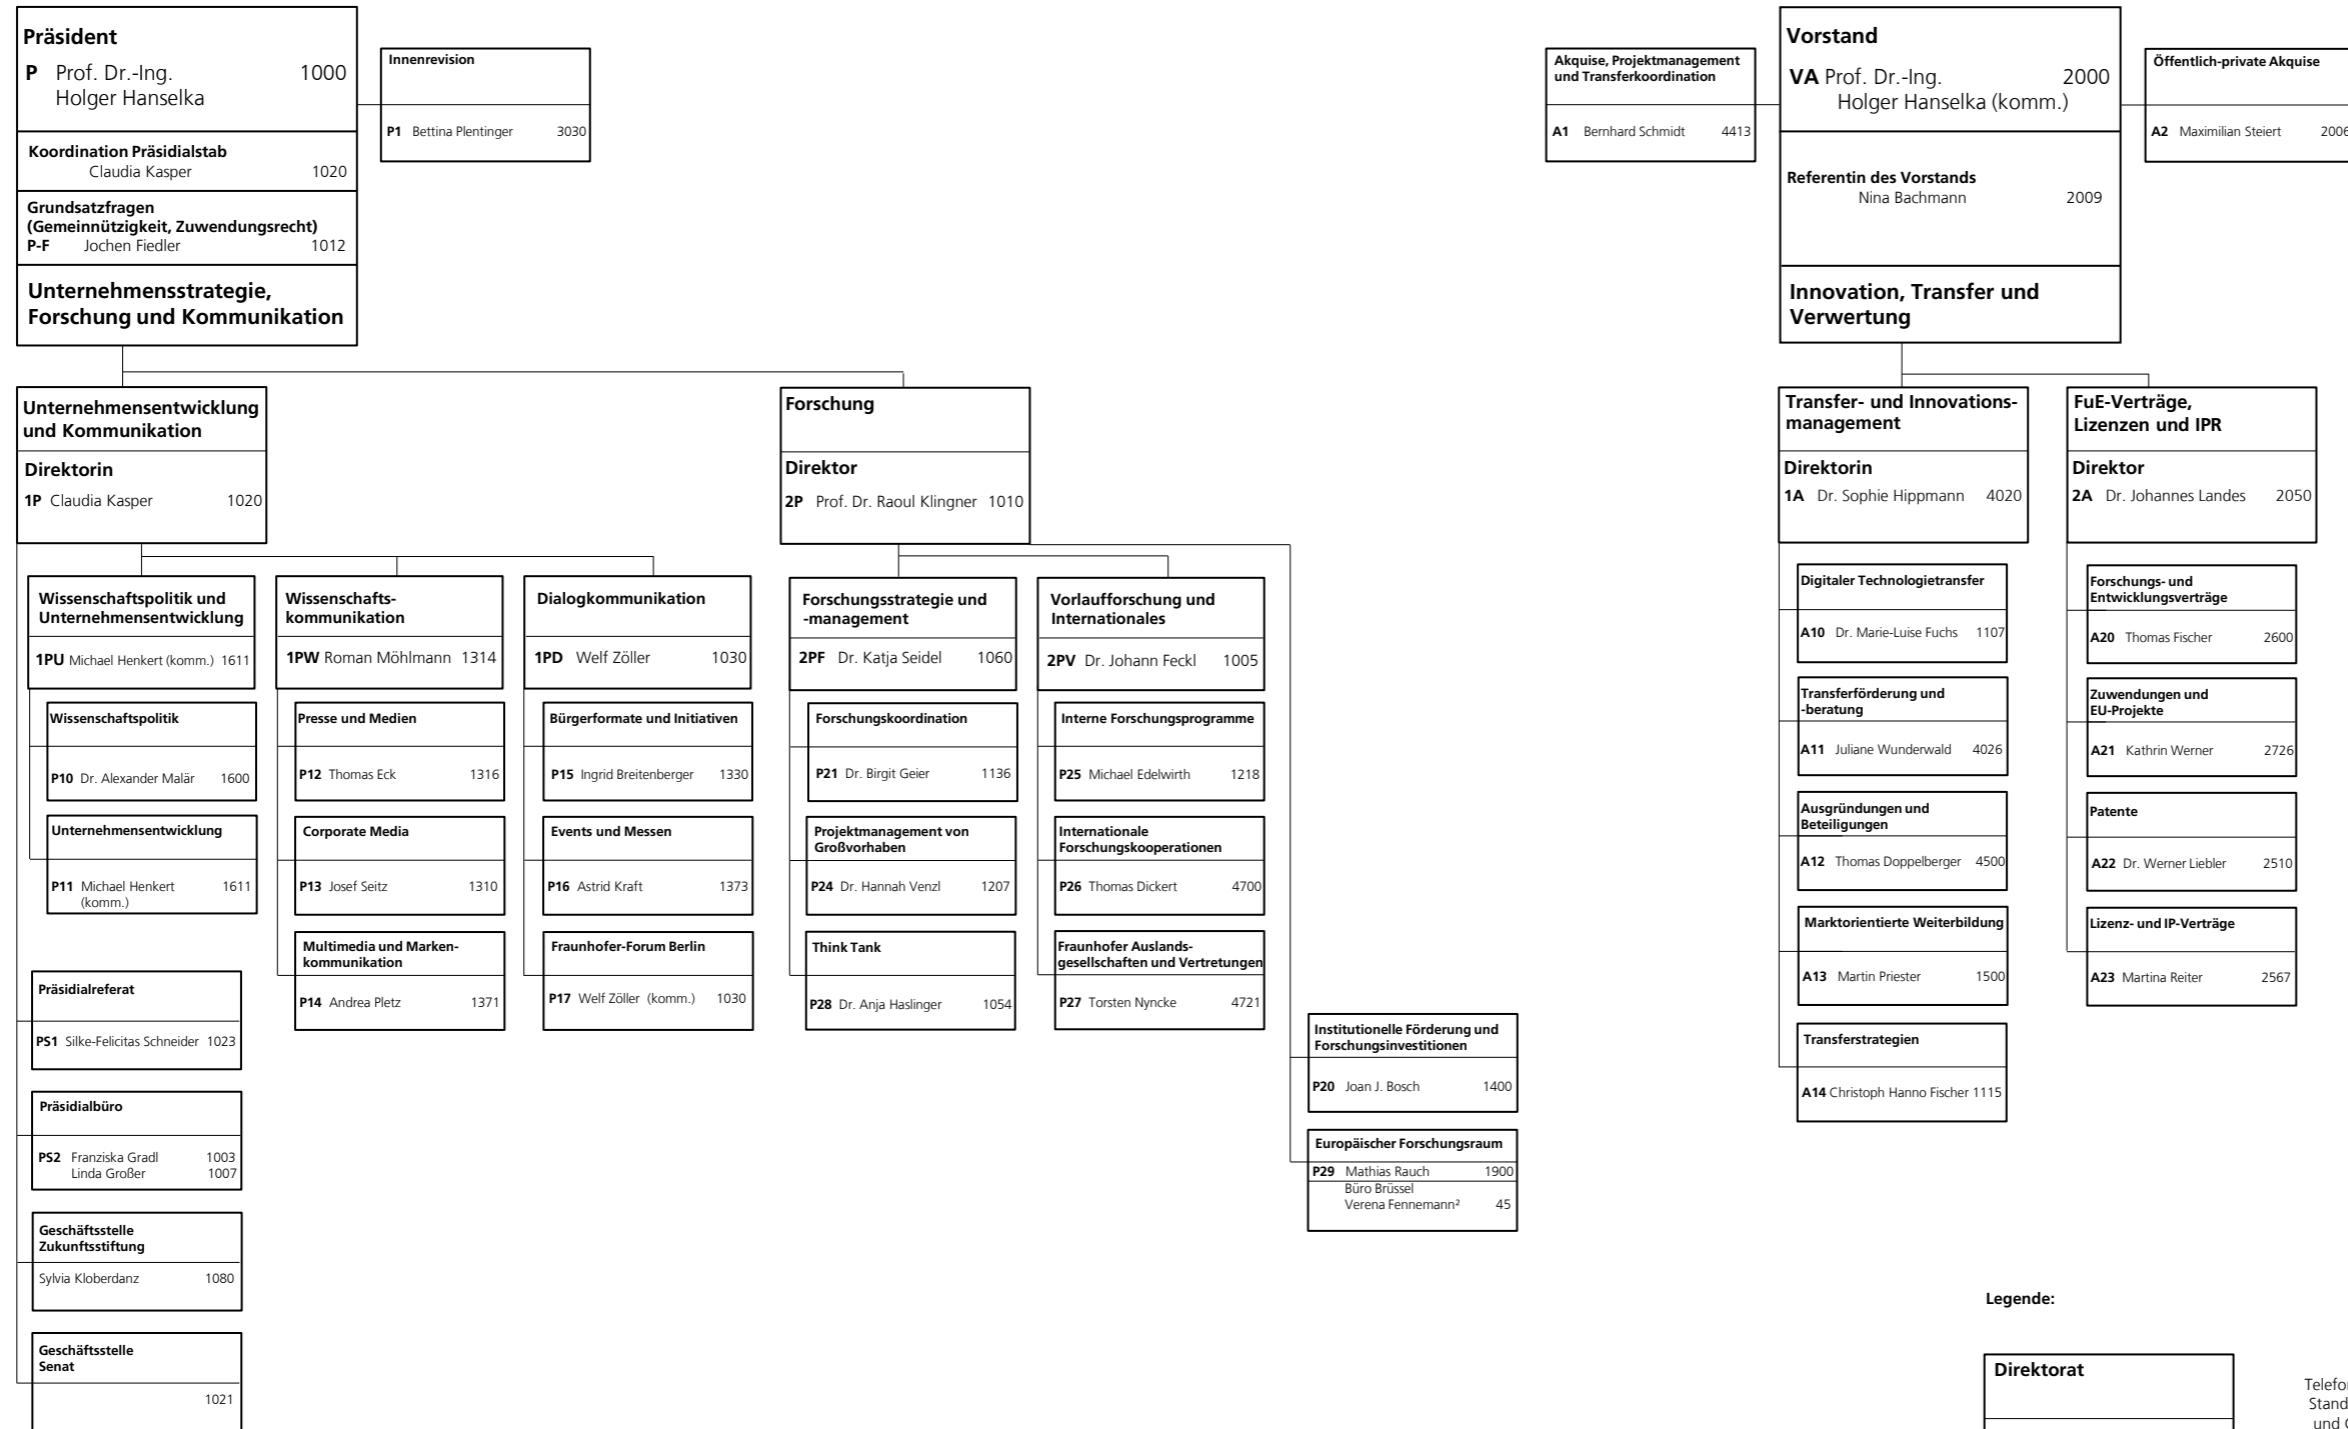 Präsident
P Prof. Dr.-Ing. 1000
Holger Hanselka
Koordination Präsidialstab
Claudia Kasper 1020
Grundsatzfragen
(Gemeinnützigkeit, Zuwendungsrecht)
P-F Jochen Fiedler 1012
Unternehmensstrategie,
Forschung und Kommunikation
Innenrevision
P1 Bettina Plentinger 3030
Akquise, Projektmanagement
und Transferkoordination
A1 Bernhard Schmidt 4413
Vorstand
VA Prof. Dr.-Ing. 2000
Holger Hanselka (komm.)
Referentin des Vorstands
Nina Bachmann 2009
Innovation, Transfer und
Verwertung
Öffentlich-private Akquise
A2 Maximilian Steiert 2006
Unternehmensentwicklung
und Kommunikation
Direktorin
1P Claudia Kasper 1020
Forschung
Direktor
2P Prof. Dr. Raoul Klingner 1010
Transfer- und Innovations-
management
Direktorin
1A Dr. Sophie Hippmann 4020
FuE-Verträge,
Lizenzen und IPR
Direktor
2A Dr. Johannes Landes 2050
Wissenschaftspolitik und
Unternehmensentwicklung
1PU Michael Henkert (komm.) 1611
Wissenschaftspolitik
P10 Dr. Alexander Malär 1600
Unternehmensentwicklung
P11 Michael Henkert 1611
(komm.)
Wissenschafts-
kommunikation
1PW Roman Möhlmann 1314
Presse und Medien
P12 Thomas Eck 1316
Corporate Media
P13 Josef Seitz 1310
Multimedia und Marken-
kommunikation
P14 Andrea Pletz 1371
Dialogkommunikation
1PD Welf Zöller 1030
Bürgerformate und Initiativen
P15 Ingrid Breitenberger 1330
Events und Messen
P16 Astrid Kraft 1373
Fraunhofer-Forum Berlin
P17 Welf Zöller (komm.) 1030
Forschungsstrategie und
-management
2PF Dr. Katja Seidel 1060
Forschungskoordination
P21 Dr. Birgit Geier 1136
Projektmanagement von
Großvorhaben
P24 Dr. Hannah Venzl 1207
Think Tank
P28 Dr. Anja Haslinger 1054
Vorlaufforschung und
Internationales
2PV Dr. Johann Feckl 1005
Interne Forschungsprogramme
P25 Michael Edelwirth 1218
Internationale
Forschungskooperationen
P26 Thomas Dickert 4700
Fraunhofer Auslands-
gesellschaften und Vertretungen
P27 Torsten Nyncke 4721
Institutionelle Förderung und
Forschungsinvestitionen
P20 Joan J. Bosch 1400
Europäischer Forschungsraum
P29 Mathias Rauch 1900
Büro Brüssel
Verena Fennemann² 45
Präsidialreferat
PS1 Silke-Felicitas Schneider 1023
Präsidialbüro
PS2 Franziska Gradl 1003
Linda Großer 1007
Geschäftsstelle
Zukunftsstiftung
Sylvia Kloberdanz 1080
Geschäftsstelle
Senat
1021
Digitaler Technologietransfer
A10 Dr. Marie-Luise Fuchs 1107
Transferförderung und
-beratung
A11 Juliane Wunderwald 4026
Ausgründungen und
Beteiligungen
A12 Thomas Doppelberger 4500
Marktorientierte Weiterbildung
A13 Martin Priester 1500
Transferstrategien
A14 Christoph Hanno Fischer 1115
Forschungs- und
Entwicklungsverträge
A20 Thomas Fischer 2600
Zuwendungen und
EU-Projekte
A21 Kathrin Werner 2726
Patente
A22 Dr. Werner Liebler 2510
Lizenz- und IP-Verträge
A23 Martina Reiter 2567
Legende:
Direktorat
Stand
und